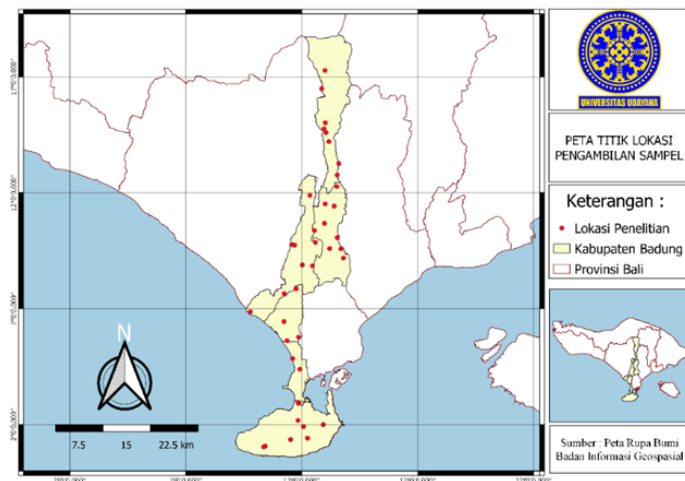 UNIVERSITAS UDAYANA
PETA TITIK LOKASI
PENGAMBILAN SAMPEL
Keterangan :
Lokasi Penelitian
Kabupaten Badung
Provinsi Bali
Sumber : Peta Rupa Bumi
Badan Informasi Geospasial
N
7.5 15 22.5 km